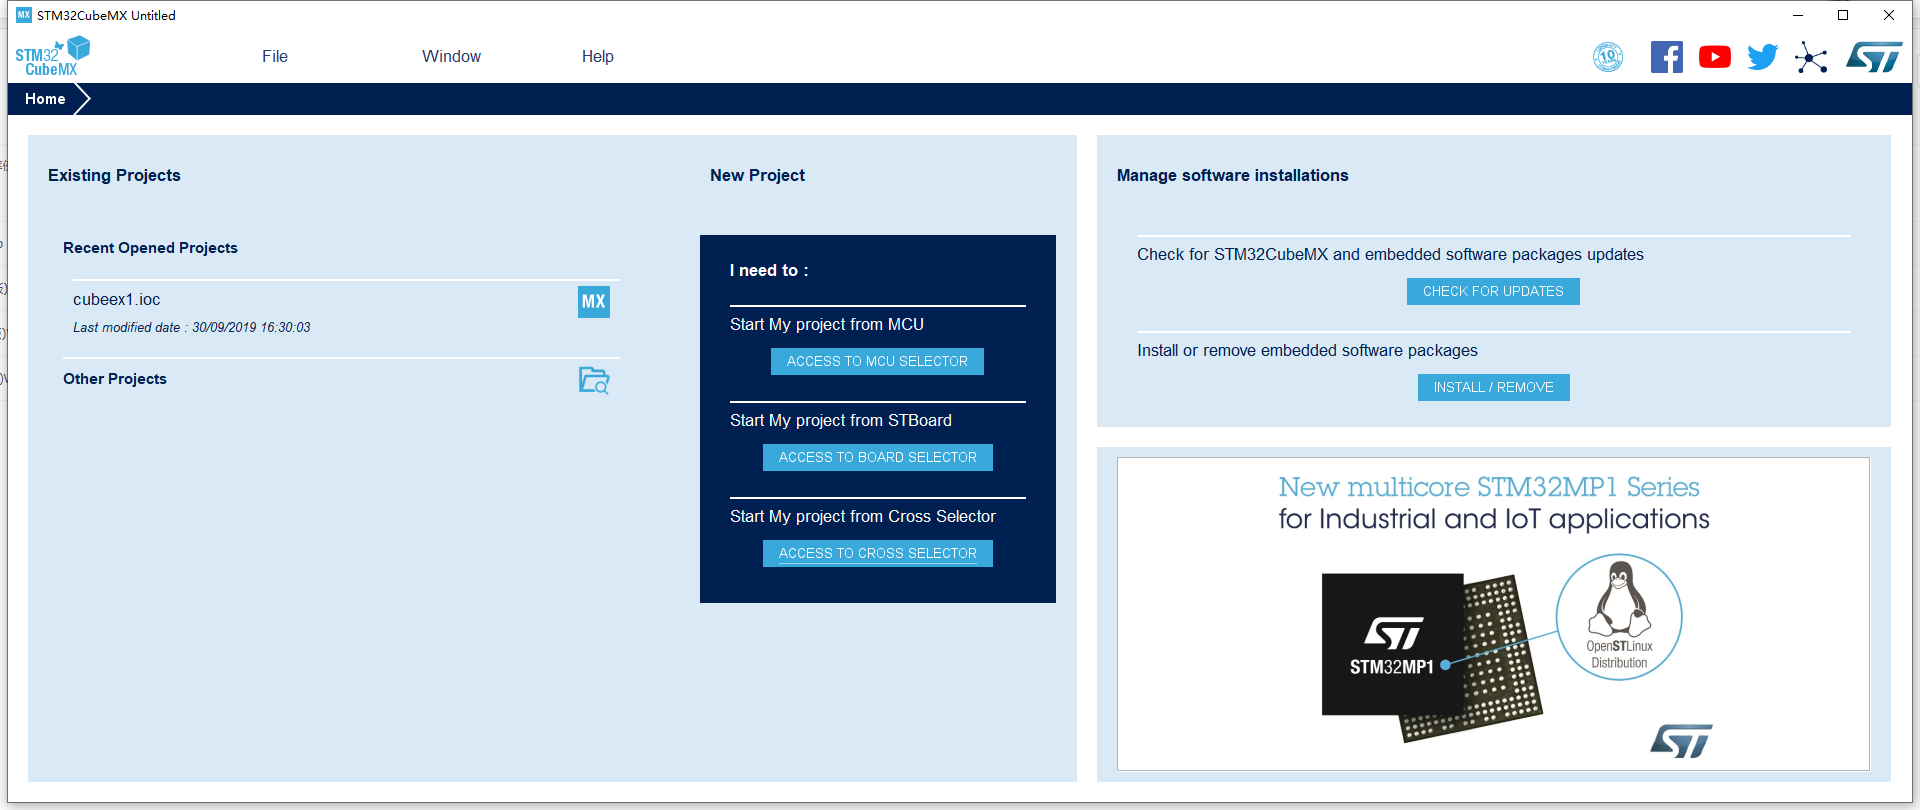 MX STM32CubeMX Untitled
STM32
CubeMX
File
Window
Help
10
ST
Home
Existing Projects
Recent Opened Projects
cubeex1.ioc
MX
Last modified date : 30/09/2019 16:30:03
Other Projects
New Project
I need to :
Start My project from MCU
ACCESS TO MCU SELECTOR
Start My project from STBoard
ACCESS TO BOARD SELECTOR
Start My project from Cross Selector
ACCESS TO CROSS SELECTOR
Manage software installations
Check for STM32CubeMX and embedded software packages updates
CHECK FOR UPDATES
Install or remove embedded software packages
INSTALL / REMOVE
New multicore STM32MP1 Series
for Industrial and IoT applications
ST
STM32MP1
OpenSTLinux
Distribution
ST